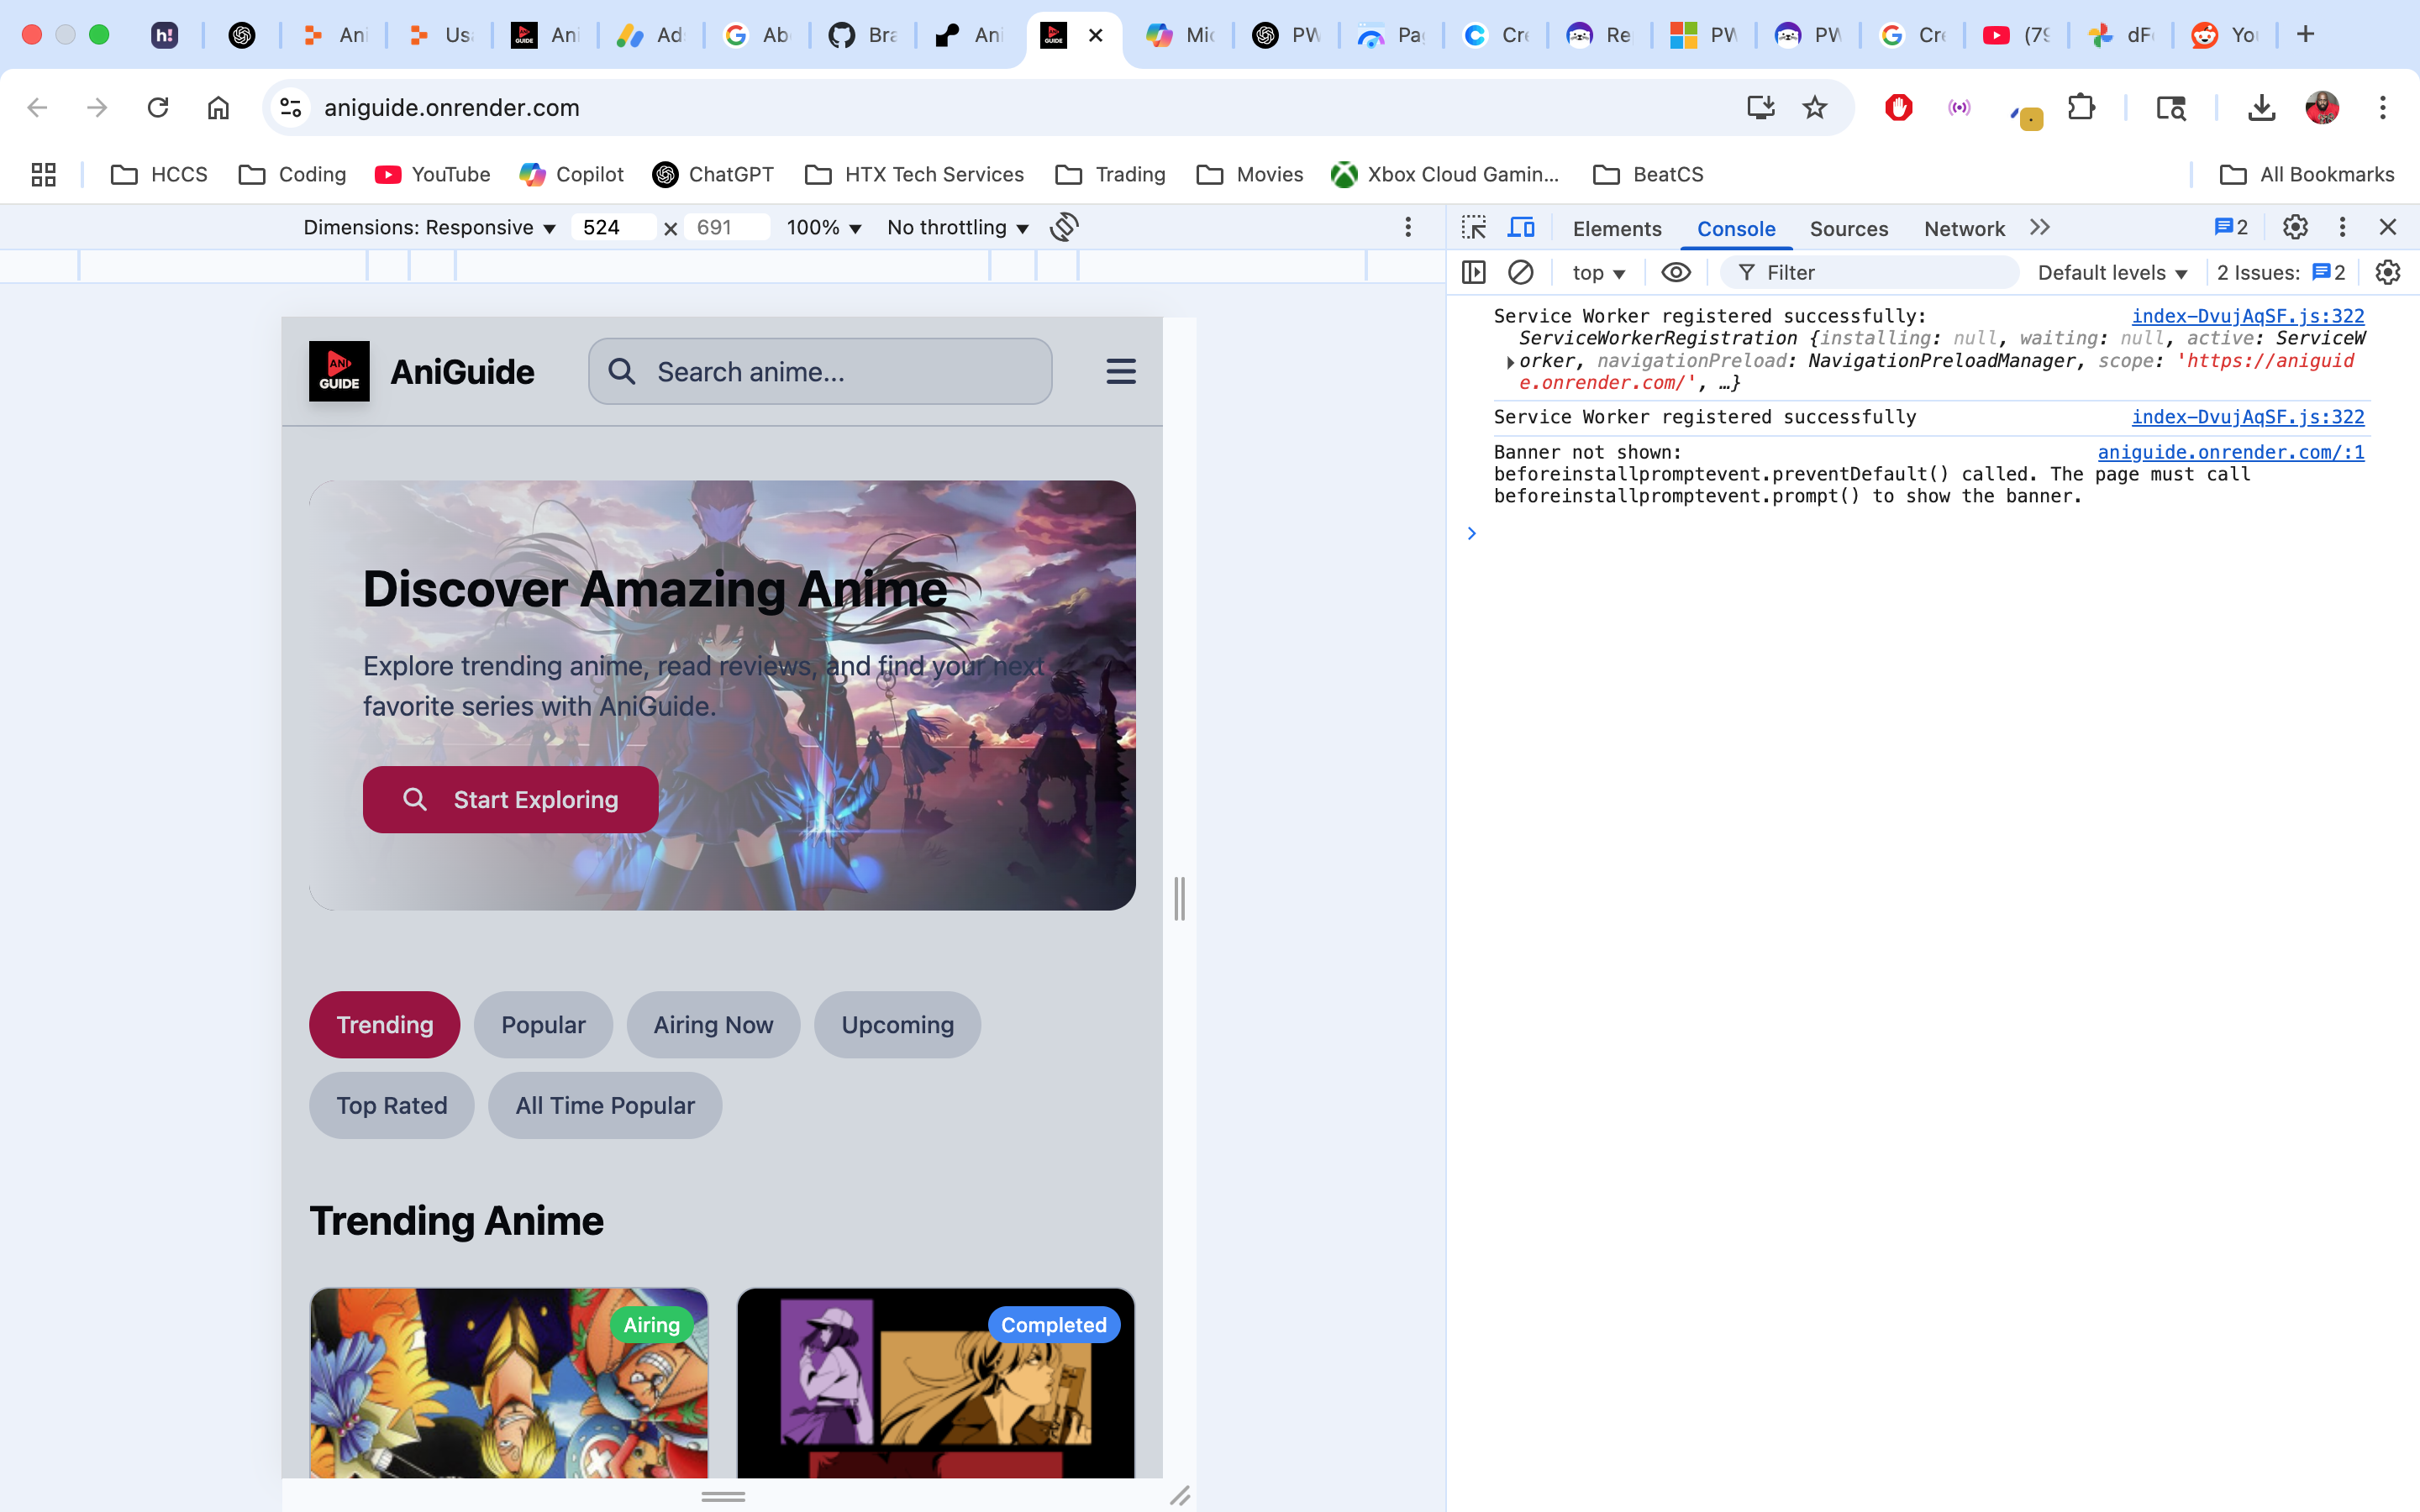 h!
Ani
Us
Ani
Ad
Ab
Bra
Ani
Mic
PW
Pag
Cre
Re
PW
PW
Cre
(79
dF
You
aniguide.onrender.com
HCCS
Coding
YouTube
Copilot
ChatGPT
HTX Tech Services
Trading
Movies
Xbox Cloud Gamin...
BeatCS
All Bookmarks
Dimensions: Responsive
524 x 691
100%
No throttling
Elements
Console
Sources
Network
2
top
Filter
Default levels
2 Issues: 2
Service Worker registered successfully: index-DvujAqSF.js:322
ServiceWorkerRegistration {installing: null, waiting: null, active: ServiceW
orker, navigationPreload: NavigationPreloadManager, scope: 'https://aniguid
e.onrender.com/', …}
Service Worker registered successfully index-DvujAqSF.js:322
Banner not shown: aniguide.onrender.com/:1
beforeinstallpromptevent.preventDefault() called. The page must call
beforeinstallpromptevent.prompt() to show the banner.
ANI
GUIDE
AniGuide
Search anime...
Discover Amazing Anime
Explore trending anime, read reviews, and find your next
favorite series with AniGuide.
Start Exploring
Trending
Popular
Airing Now
Upcoming
Top Rated
All Time Popular
Trending Anime
Airing
Completed